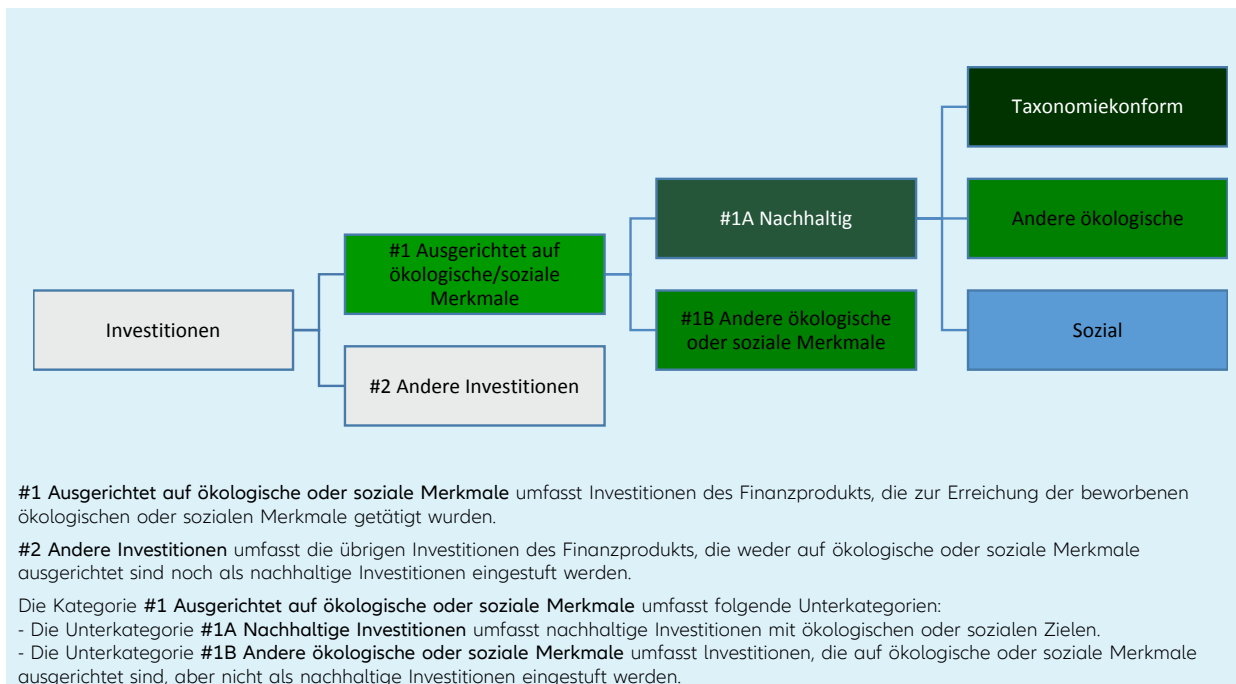 Taxonomiekonform
#1A Nachhaltig
Andere ökologische
#1 Ausgerichtet auf
ökologische/soziale
Merkmale
Investitionen
#1B Andere ökologische
oder soziale Merkmale
Sozial
#2 Andere Investitionen
#1 Ausgerichtet auf ökologische oder soziale Merkmale umfasst Investitionen des Finanzprodukts, die zur Erreichung der beworbenen
ökologischen oder sozialen Merkmale getätigt wurden.
#2 Andere Investitionen umfasst die übrigen Investitionen des Finanzprodukts, die weder auf ökologische oder soziale Merkmale
ausgerichtet sind noch als nachhaltige Investitionen eingestuft werden.
Die Kategorie #1 Ausgerichtet auf ökologische oder soziale Merkmale umfasst folgende Unterkategorien:
- Die Unterkategorie #1A Nachhaltige Investitionen umfasst nachhaltige Investitionen mit ökologischen oder sozialen Zielen.
- Die Unterkategorie #1B Andere ökologische oder soziale Merkmale umfasst Investitionen, die auf ökologische oder soziale Merkmale
ausgerichtet sind, aber nicht als nachhaltige Investitionen eingestuft werden.